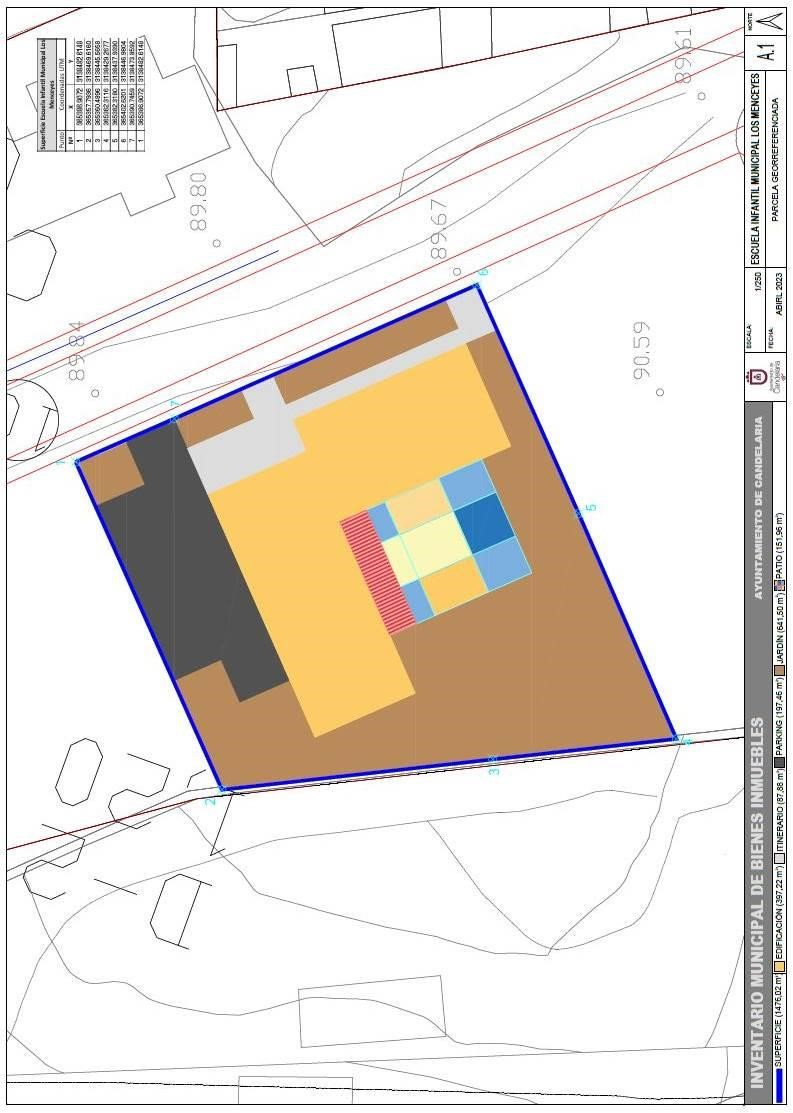 Superficie Escuela Infantil Municipal Los
Menceyes
Punto Coordenadas UTM
Nº X Y
1
2
3
4
5
6
7
1
89.80
89.61
89.67
89.84
90.59
1
2
3
4
5
6
7
INVENTARIO MUNICIPAL DE BIENES INMUEBLES
AYUNTAMIENTO DE CANDELARIA
SUPERFICIE (1476,02 m²)
EDIFICACIÓN (397,22 m²)
ITINERARIO (87,88 m²)
PARKING (197,46 m²)
JARDÍN (641,50 m²)
PATIO (151,96 m²)
Candelaria
ESCALA:
1/250
FECHA:
ABIRL 2023
ESCUELA INFANTIL MUNICIPAL LOS MENCEYES
PARCELA GEORREFERENCIADA
A.1
NORTE